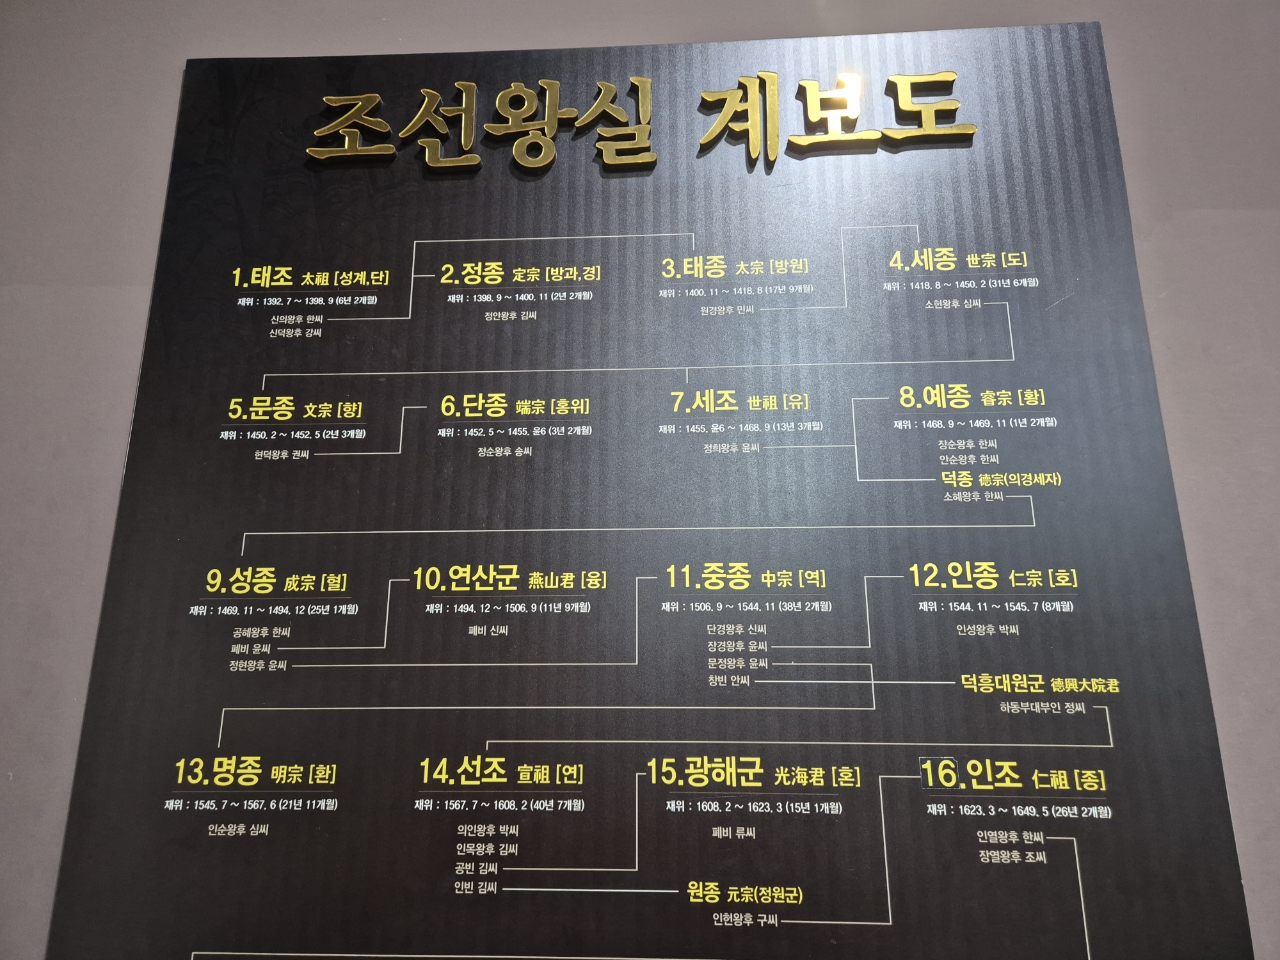 조선왕실 계보도
1.태조 太祖 [성계,단]
재위 : 1392. 7 ~ 1398. 9 (6년 2개월)
신의왕후 한씨
신덕왕후 강씨
2.정종 定宗 [방과,경]
재위 : 1398. 9 ~ 1400. 11 (2년 2개월)
정안왕후 김씨
3.태종 太宗 [방원]
재위 : 1400. 11 ~ 1418. 8 (17년 9개월)
원경왕후 민씨
4.세종 世宗 [도]
재위 : 1418. 8 ~ 1450. 2 (31년 6개월)
소헌왕후 심씨
5.문종 文宗 [향]
재위 : 1450. 2 ~ 1452. 5 (2년 3개월)
현덕왕후 권씨
6.단종 端宗 [홍위]
재위 : 1452. 5 ~ 1455. 윤6 (3년 2개월)
정순왕후 송씨
7.세조 世祖 [유]
재위 : 1455. 윤6 ~ 1468. 9 (13년 3개월)
정희왕후 윤씨
8.예종 睿宗 [황]
재위 : 1468. 9 ~ 1469. 11 (1년 2개월)
장순왕후 한씨
안순왕후 한씨
덕종 德宗(의경세자)
소혜왕후 한씨
9.성종 成宗 [혈]
재위 : 1469. 11 ~ 1494. 12 (25년 1개월)
공혜왕후 한씨
폐비 윤씨
정현왕후 윤씨
10.연산군 燕山君 [융]
재위 : 1494. 12 ~ 1506. 9 (11년 9개월)
폐비 신씨
11.중종 中宗 [역]
재위 : 1506. 9 ~ 1544. 11 (38년 2개월)
단경왕후 신씨
장경왕후 윤씨
문정왕후 윤씨
창빈 안씨
12.인종 仁宗 [호]
재위 : 1544. 11 ~ 1545. 7 (8개월)
인성왕후 박씨
덕흥대원군 德興大院君
하동부대부인 정씨
13.명종 明宗 [환]
재위 : 1545. 7 ~ 1567. 6 (21년 11개월)
인순왕후 심씨
14.선조 宣祖 [연]
재위 : 1567. 7 ~ 1608. 2 (40년 7개월)
의인왕후 박씨
인목왕후 김씨
공빈 김씨
인빈 김씨
15.광해군 光海君 [혼]
재위 : 1608. 2 ~ 1623. 3 (15년 1개월)
폐비 류씨
원종 元宗(정원군)
인헌왕후 구씨
16.인조 仁祖 [종]
재위 : 1623. 3 ~ 1649. 5 (26년 2개월)
인열왕후 한씨
장열왕후 조씨